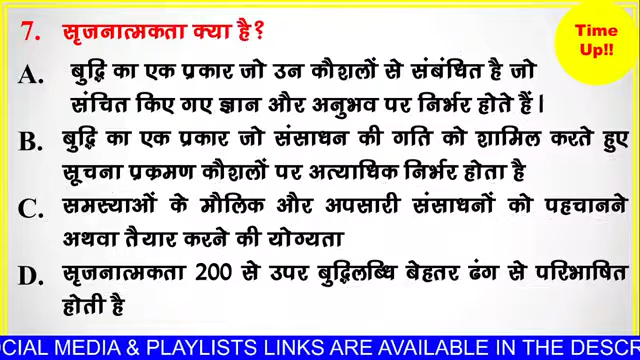 7. सृजनात्मकता क्या है?
Time
Up!!
A. बुद्धि का एक प्रकार जो उन कौशलों से संबंधित है जो
संचित किए गए ज्ञान और अनुभव पर निर्भर होते हैं।
B. बुद्धि का एक प्रकार जो संसाधन की गति को शामिल करते हुए
सूचना प्रक्रमण कौशलों पर अत्याधिक निर्भर होता है
C. समस्याओं के मौलिक और अपसारी संसाधनों को पहचानने
अथवा तैयार करने की योग्यता
D. सृजनात्मकता 200 से उपर बुद्धिलब्धि बेहतर ढंग से परिभाषित
होती है
OCIAL MEDIA & PLAYLISTS LINKS ARE AVAILABLE IN THE DESCR